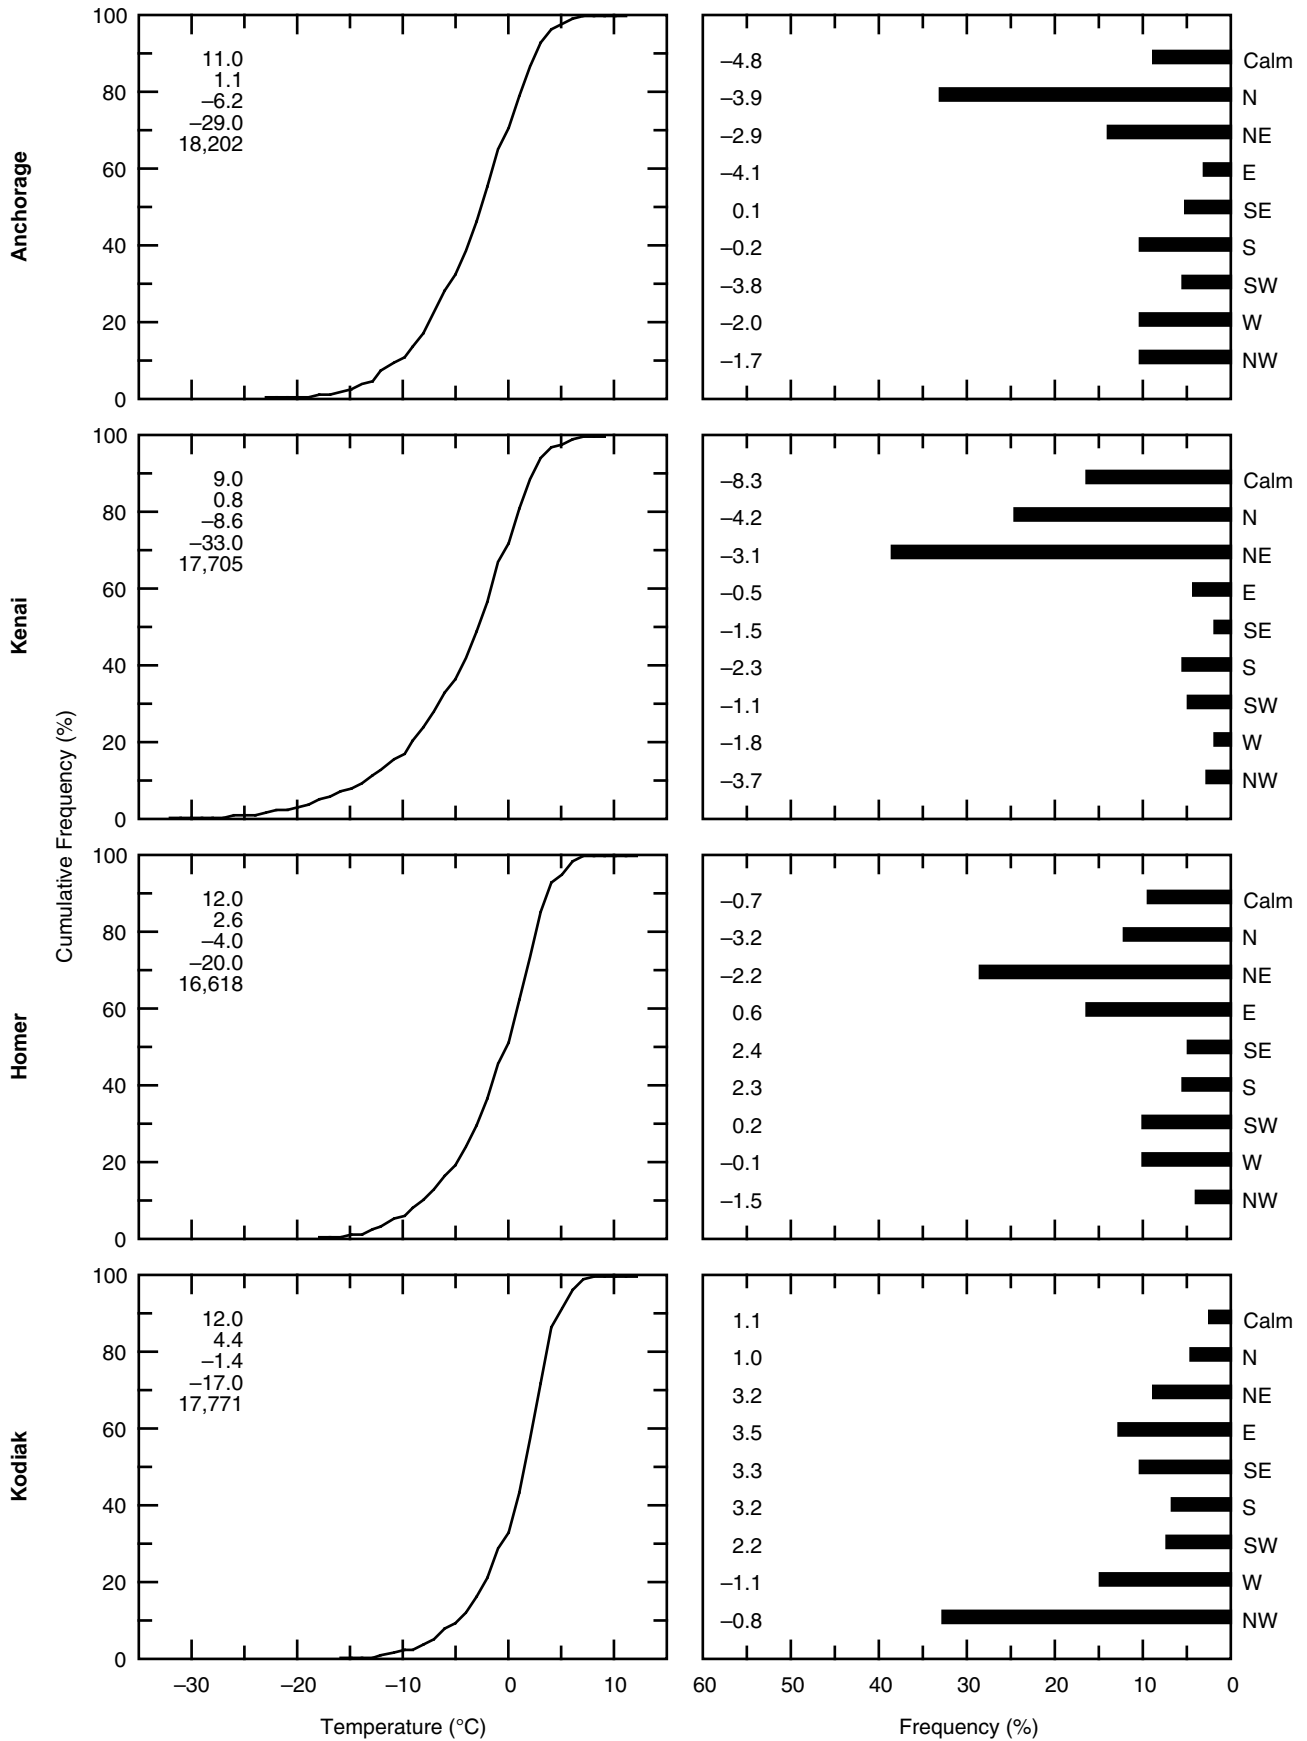 Anchorage
100
80
60
40
20
0
11.0
1.1
–6.2
–29.0
18,202
–4.8 Calm
–3.9 N
–2.9 NE
–4.1 E
0.1 SE
–0.2 S
–3.8 SW
–2.0 W
–1.7 NW
Kenai
100
80
60
40
20
0
9.0
0.8
–8.6
–33.0
17,705
–8.3 Calm
–4.2 N
–3.1 NE
–0.5 E
–1.5 SE
–2.3 S
–1.1 SW
–1.8 W
–3.7 NW
Cumulative Frequency (%)
Homer
100
80
60
40
20
0
12.0
2.6
–4.0
–20.0
16,618
–0.7 Calm
–3.2 N
–2.2 NE
0.6 E
2.4 SE
2.3 S
0.2 SW
–0.1 W
–1.5 NW
Kodiak
100
80
60
40
20
0
12.0
4.4
–1.4
–17.0
17,771
1.1 Calm
1.0 N
3.2 NE
3.5 E
3.3 SE
3.2 S
2.2 SW
–1.1 W
–0.8 NW
–30 –20 –10 0 10
Temperature (°C)
60 50 40 30 20 10 0
Frequency (%)